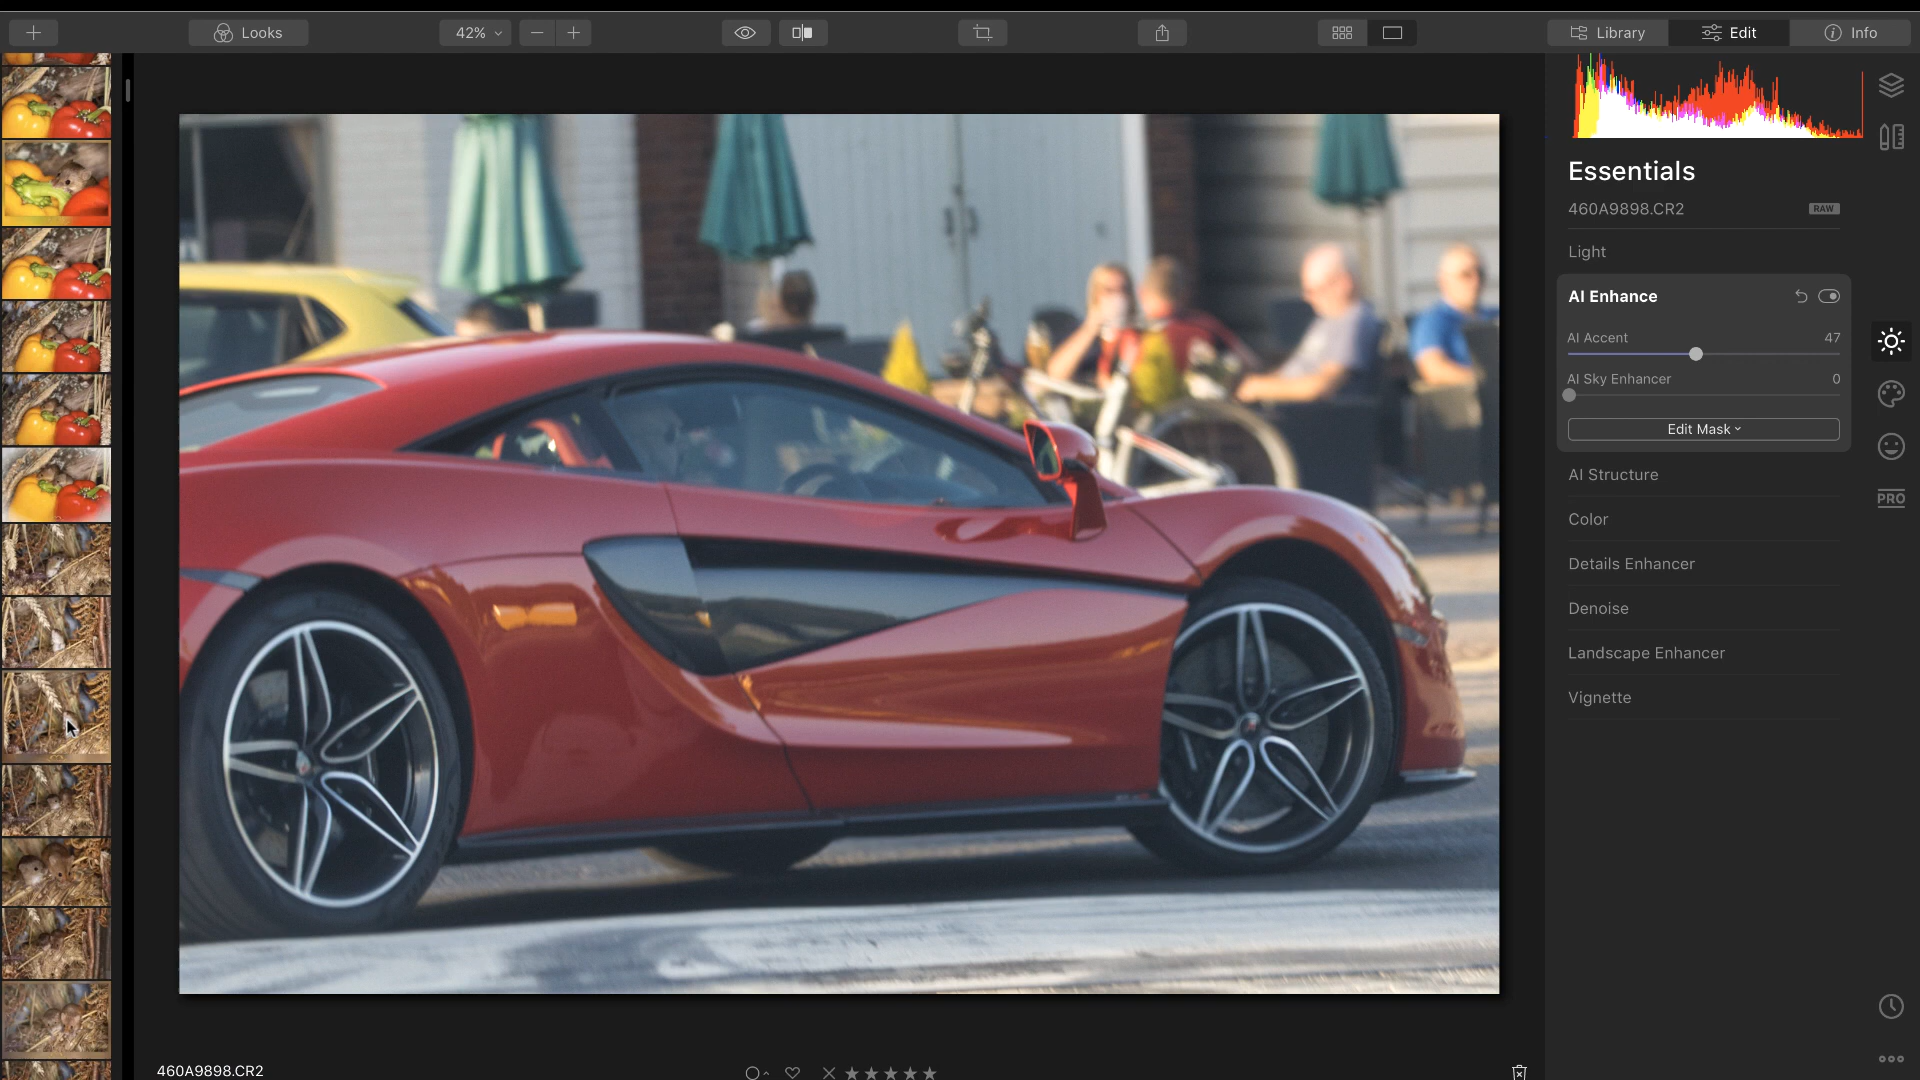 Looks
42%
Library
Edit
Info
Essentials
460A9898.CR2
RAW
Light
AI Enhance
AI Accent
47
AI Sky Enhancer
0
Edit Mask
AI Structure
Color
Details Enhancer
Denoise
Landscape Enhancer
Vignette
PRO
460A9898.CR2